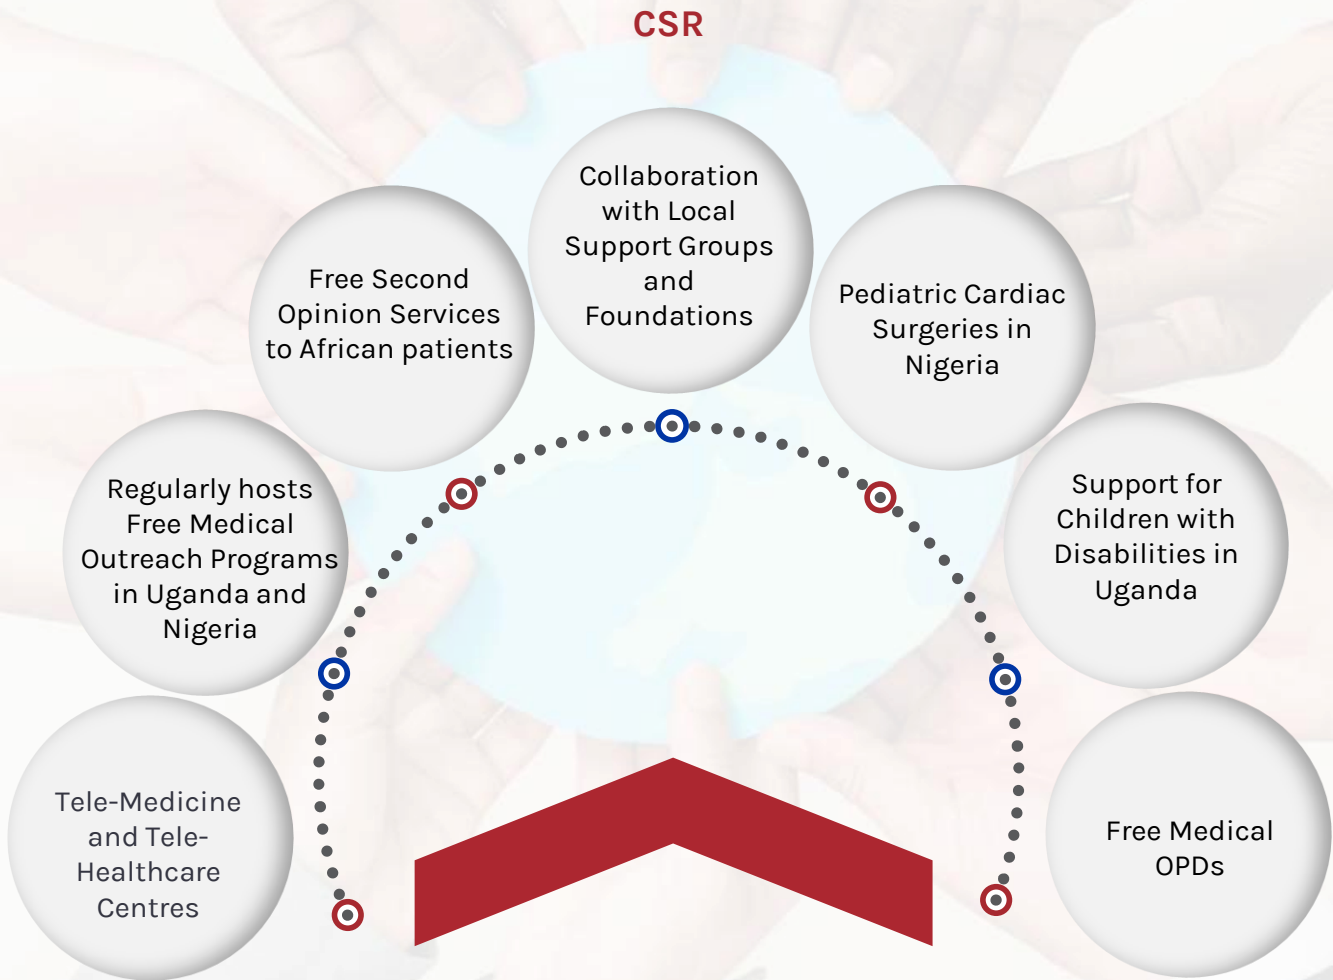 CSR
Collaboration
with Local
Support Groups
and
Foundations
Free Second
Opinion Services
to African patients
Pediatric Cardiac
Surgeries in
Nigeria
Regularly hosts
Free Medical
Outreach Programs
in Uganda and
Nigeria
Support for
Children with
Disabilities in
Uganda
Tele-Medicine
and Tele-
Healthcare
Centres
Free Medical
OPDs